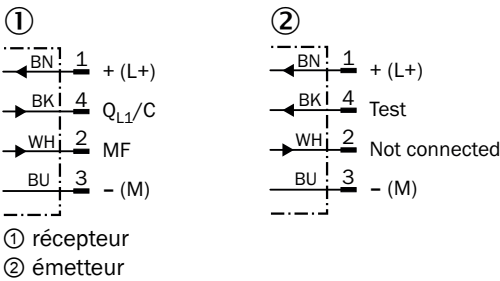 ① ②
BN 1 + (L+) BN 1 + (L+)
BK 4 QL1/C BK 4 Test
WH 2 MF WH 2 Not connected
BU 3 – (M) BU 3 – (M)
① récepteur
② émetteur